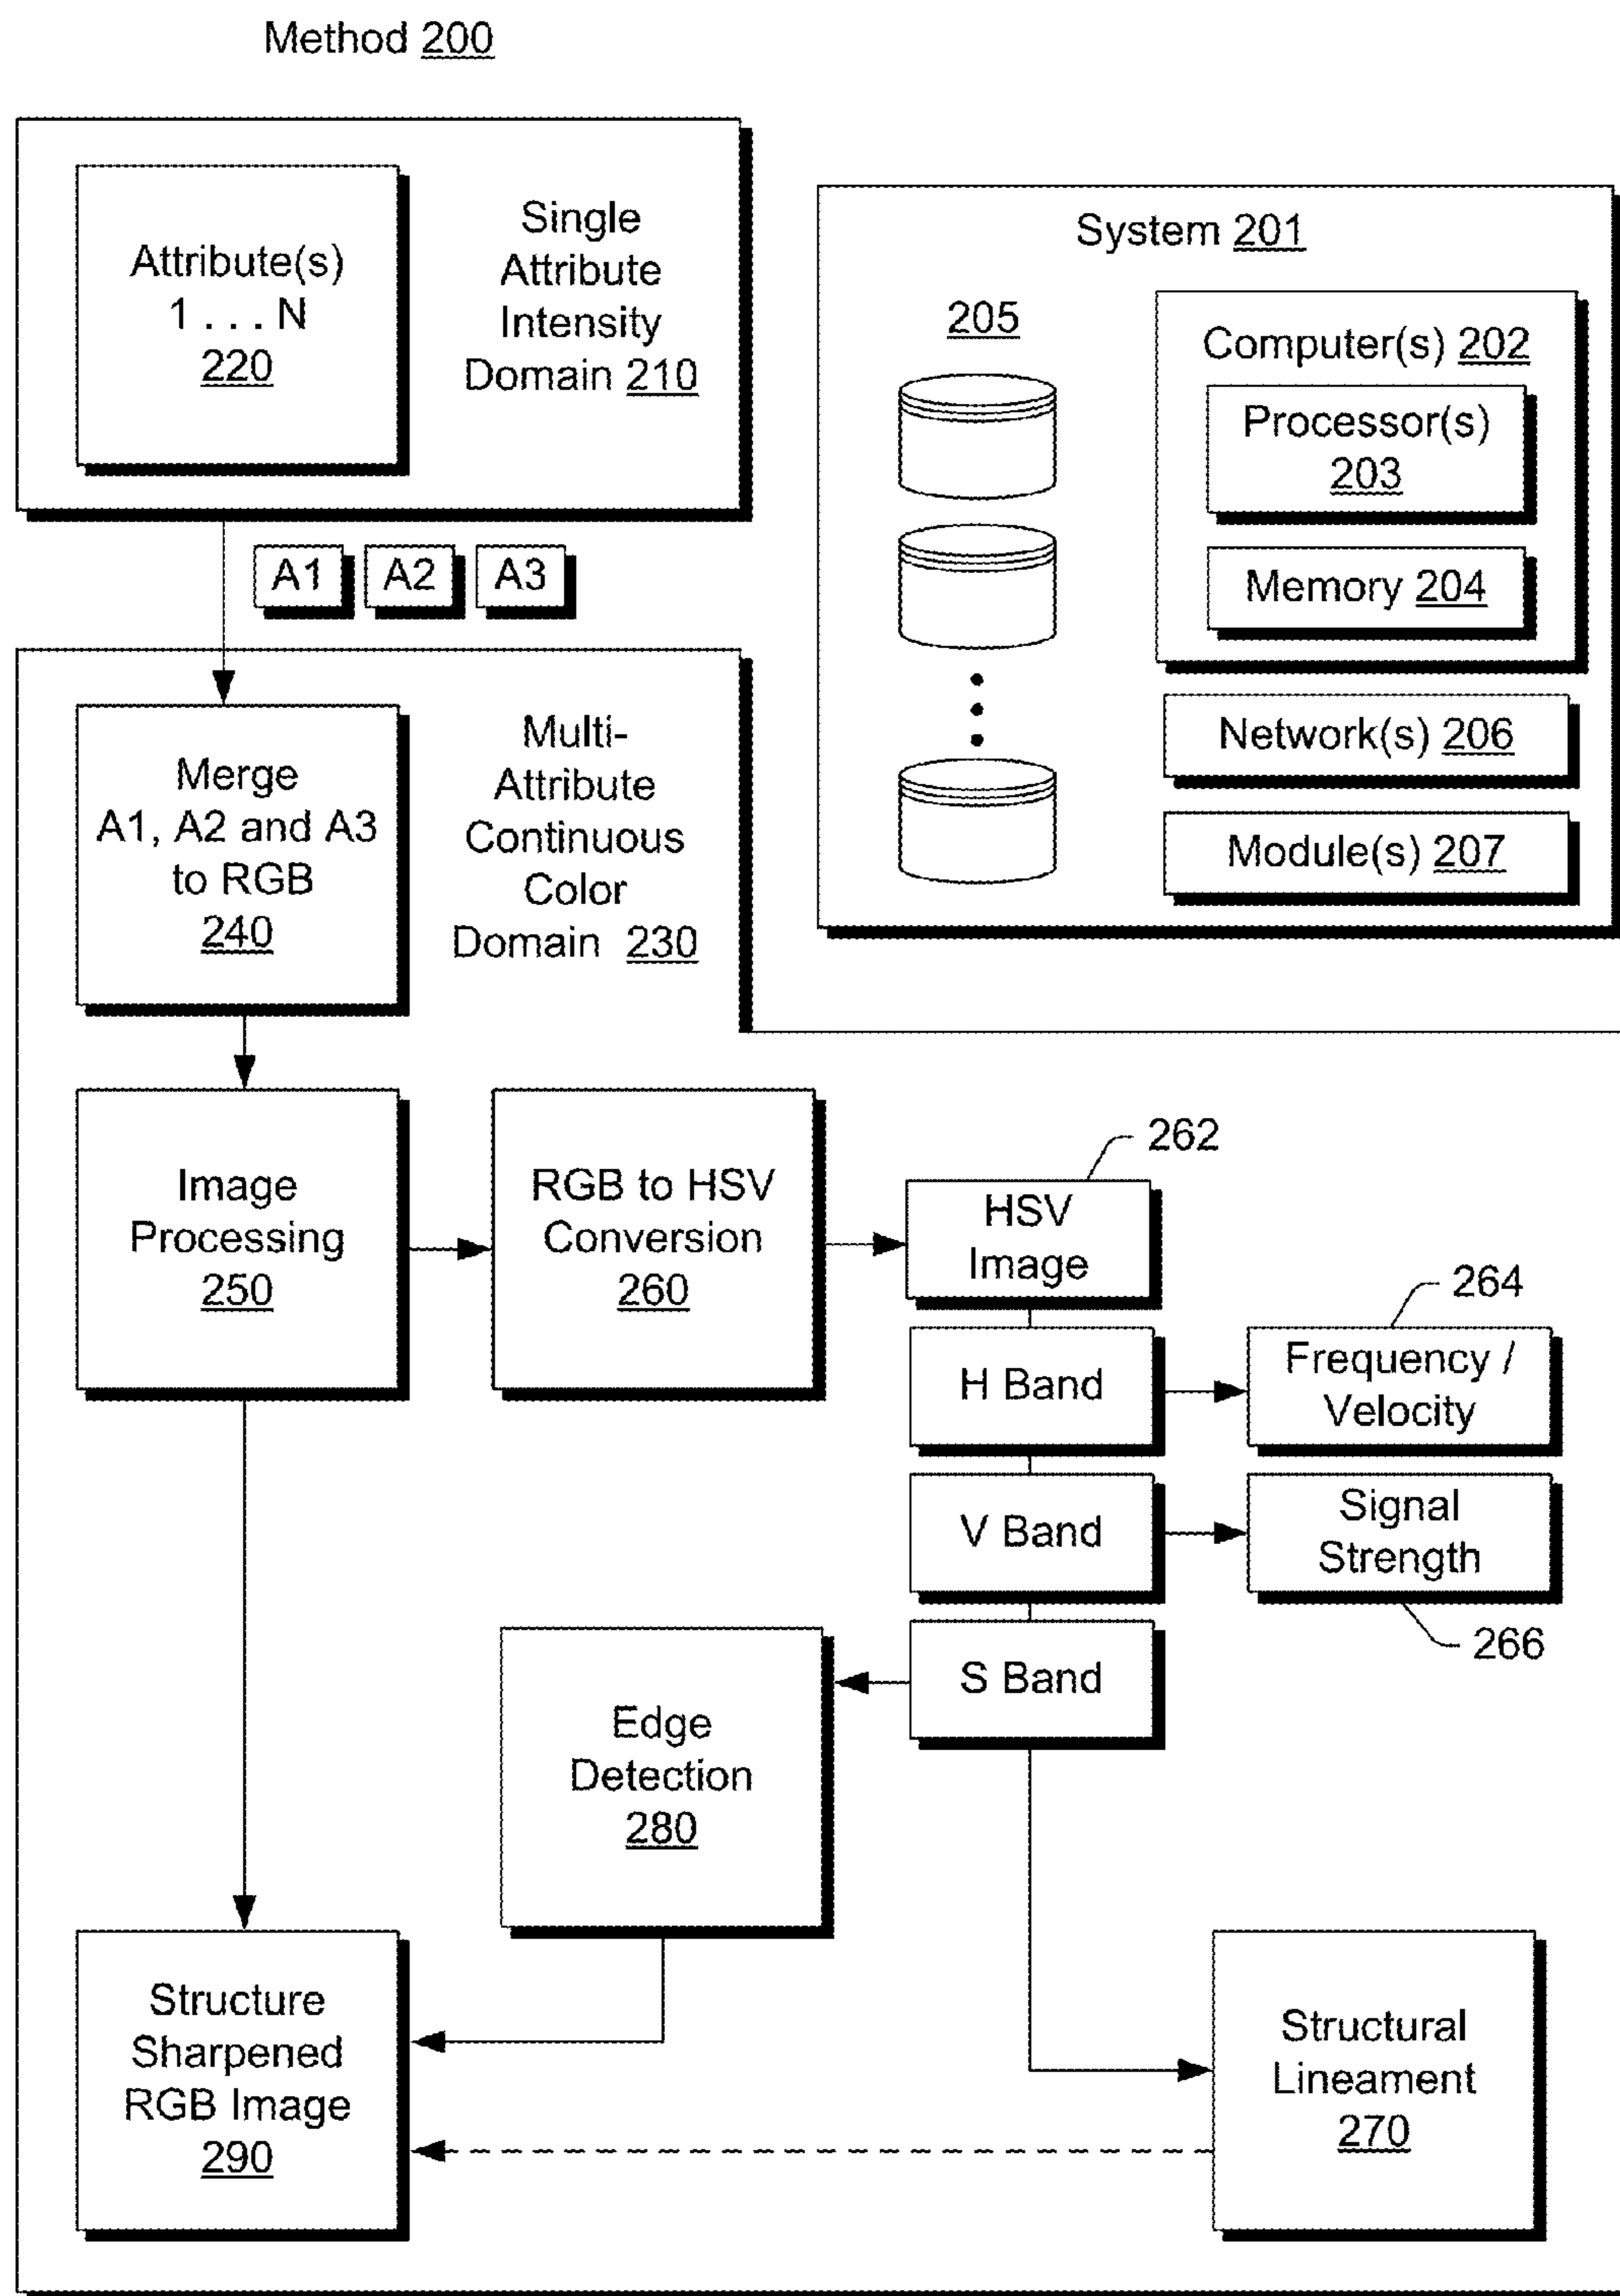 Method 200
Attribute(s)
1 . . . N
220
Single
Attribute
Intensity
Domain 210
A1 A2 A3
System 201
205
Computer(s) 202
Processor(s)
203
Memory 204
Network(s) 206
Module(s) 207
Merge
A1, A2 and A3
to RGB
240
Multi-
Attribute
Continuous
Color
Domain 230
Image
Processing
250
RGB to HSV
Conversion
260
262
HSV
Image
H Band
264
Frequency /
Velocity
V Band
Signal
Strength
266
S Band
Edge
Detection
280
Structure
Sharpened
RGB Image
290
Structural
Lineament
270